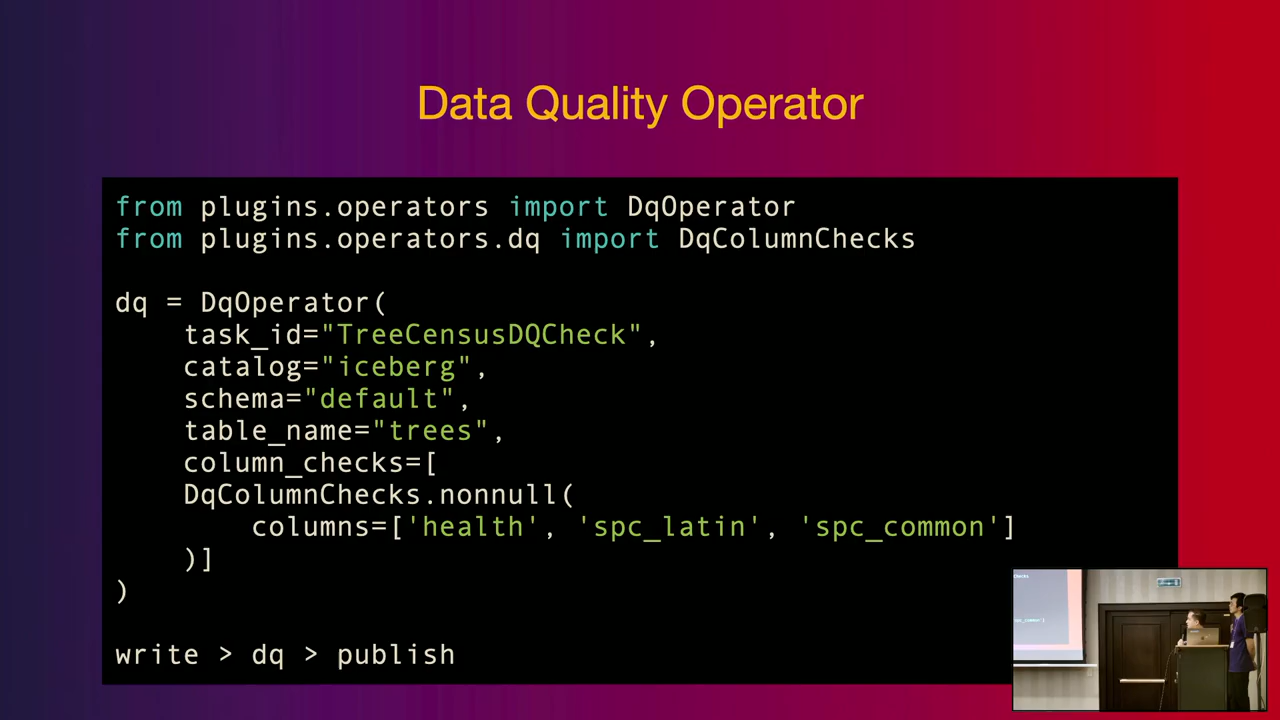 Data Quality Operator
from plugins.operators import DqOperator
from plugins.operators.dq import DqColumnChecks
dq = DqOperator(
task_id="TreeCensusDQCheck",
catalog="iceberg",
schema="default",
table_name="trees",
column_checks=[
DqColumnChecks.nonnull(
columns=['health', 'spc_latin', 'spc_common']
)]
)
write > dq > publish